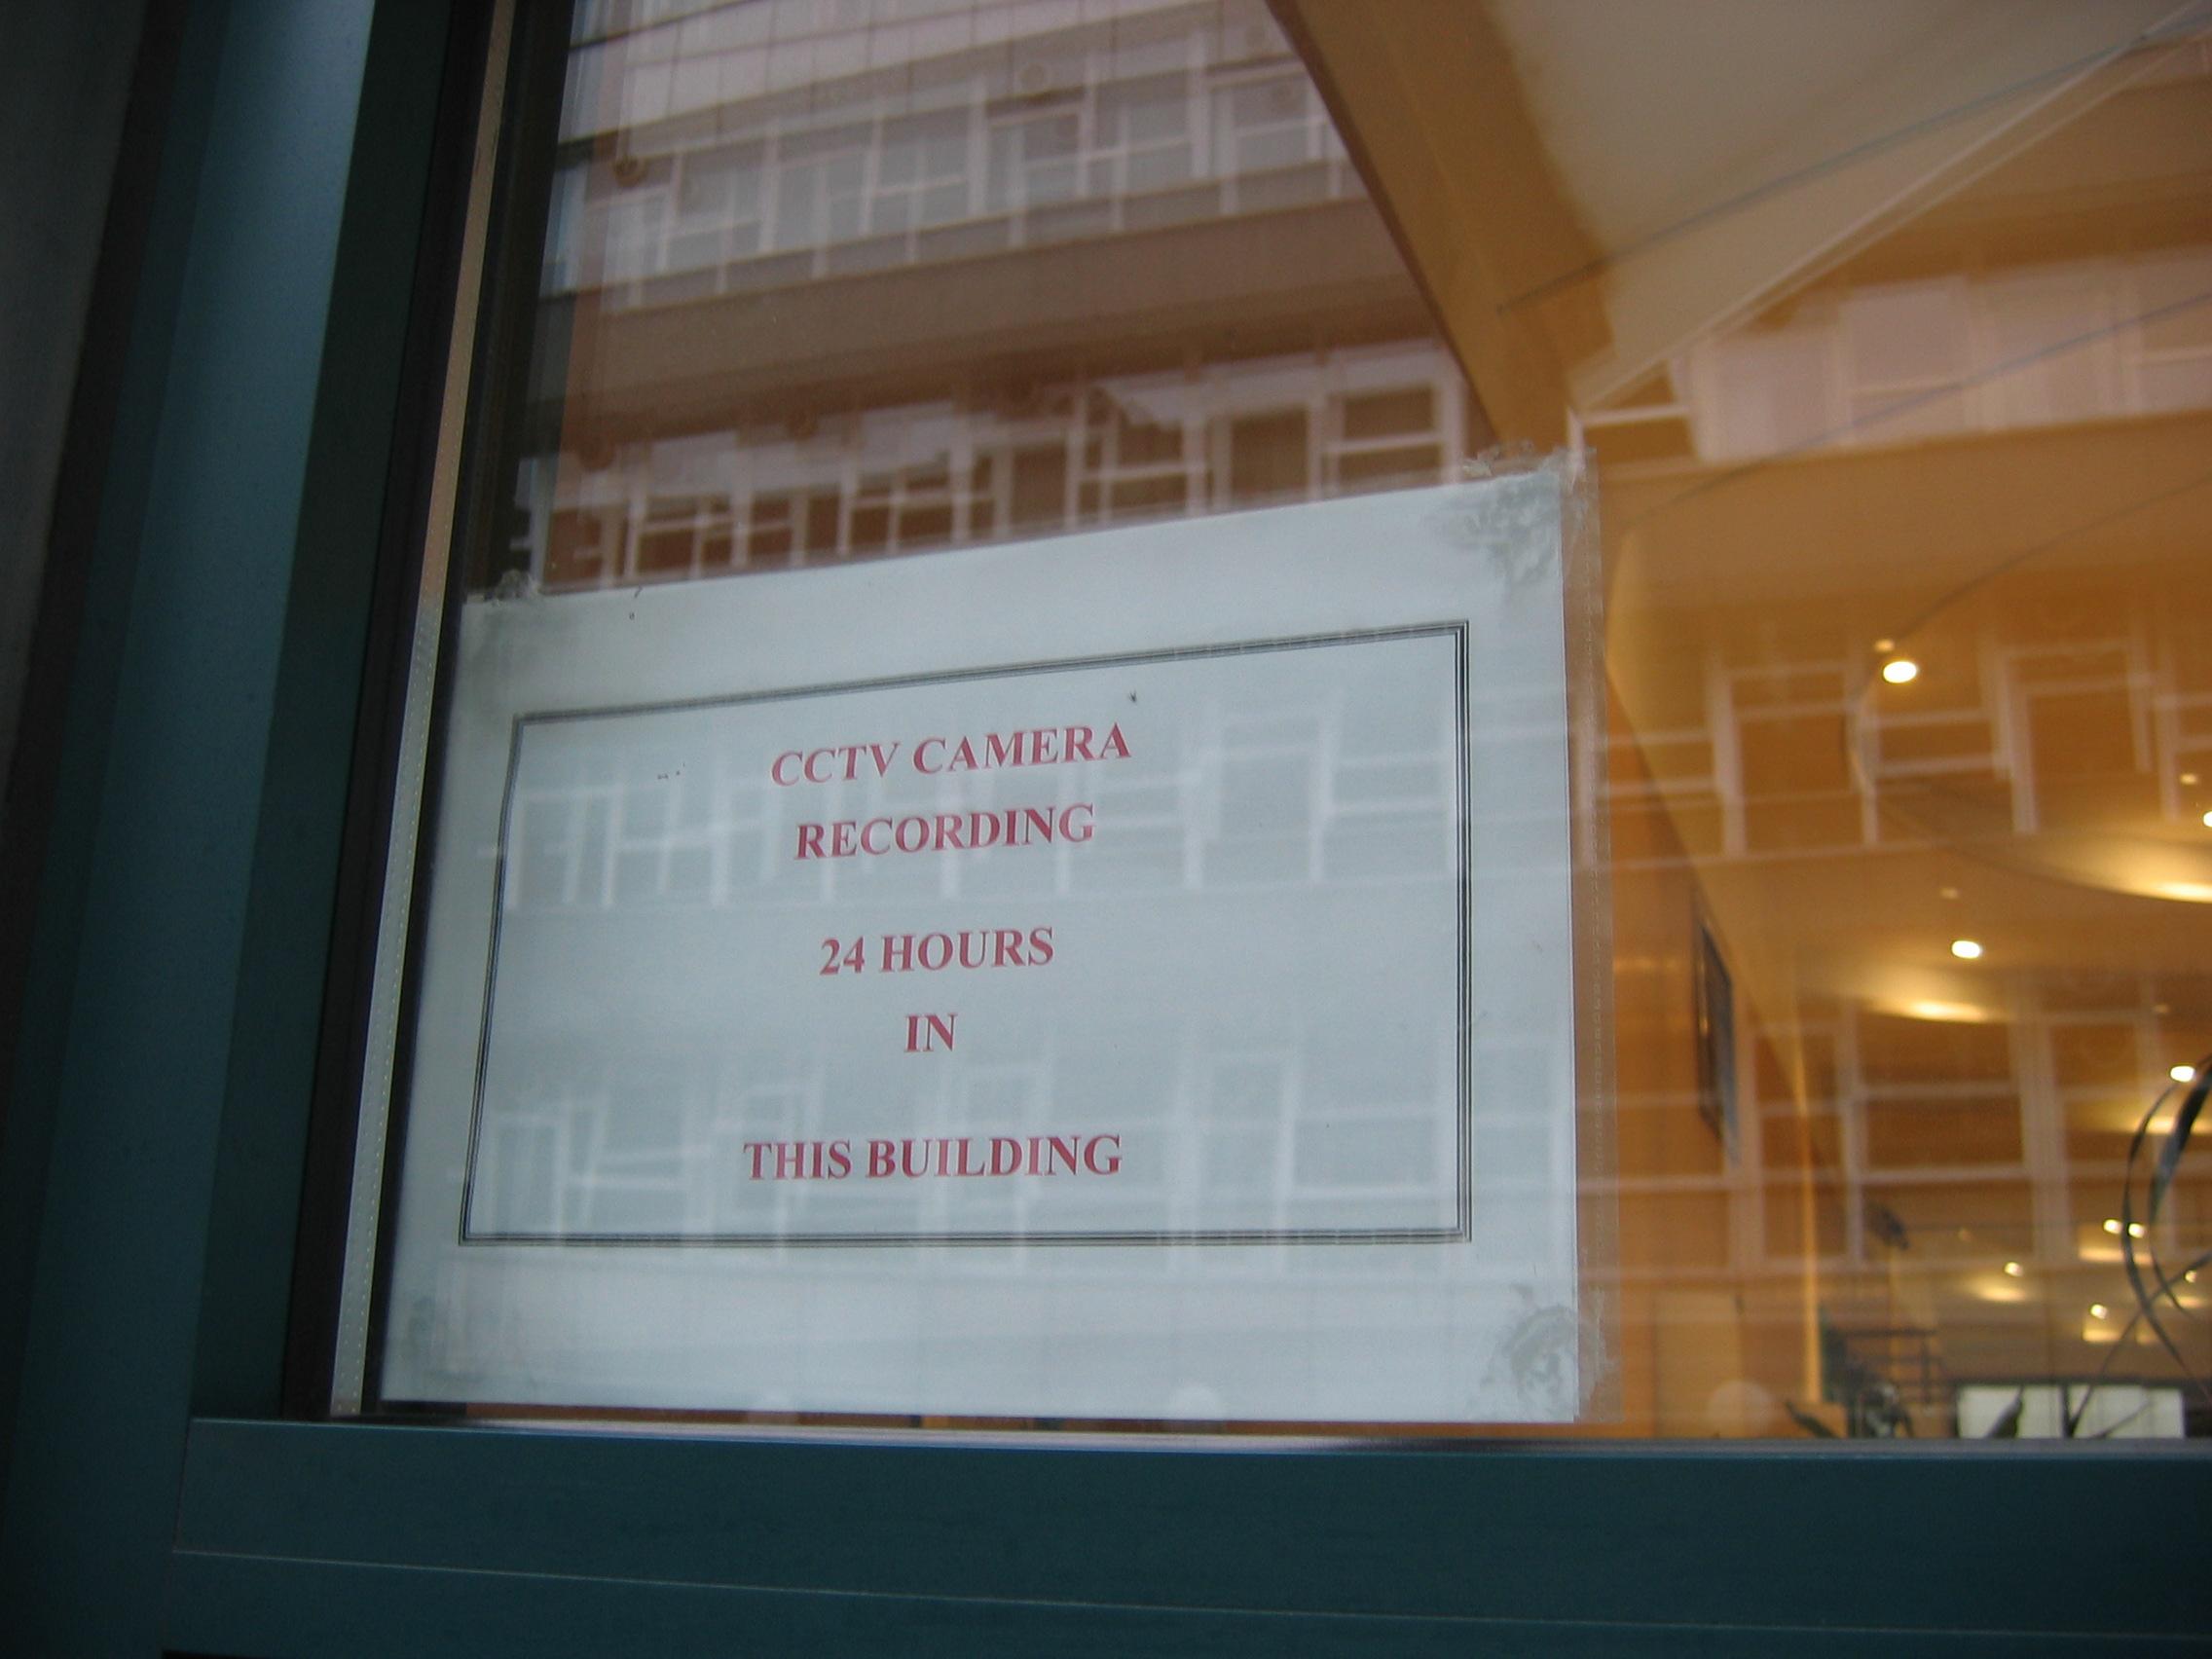 CCTV CAMERA
RECORDING
24 HOURS
IN
THIS BUILDING